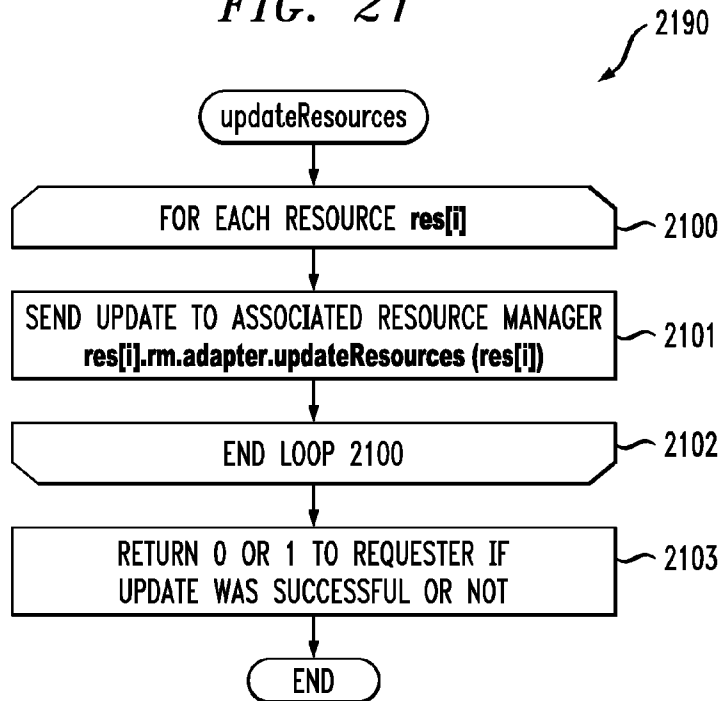 FIG. 21
2190
updateResources
FOR EACH RESOURCE res[i]
2100
SEND UPDATE TO ASSOCIATED RESOURCE MANAGER
res[i].rm.adapter.updateResources (res[i])
2101
END LOOP 2100
2102
RETURN 0 OR 1 TO REQUESTER IF
UPDATE WAS SUCCESSFUL OR NOT
2103
END